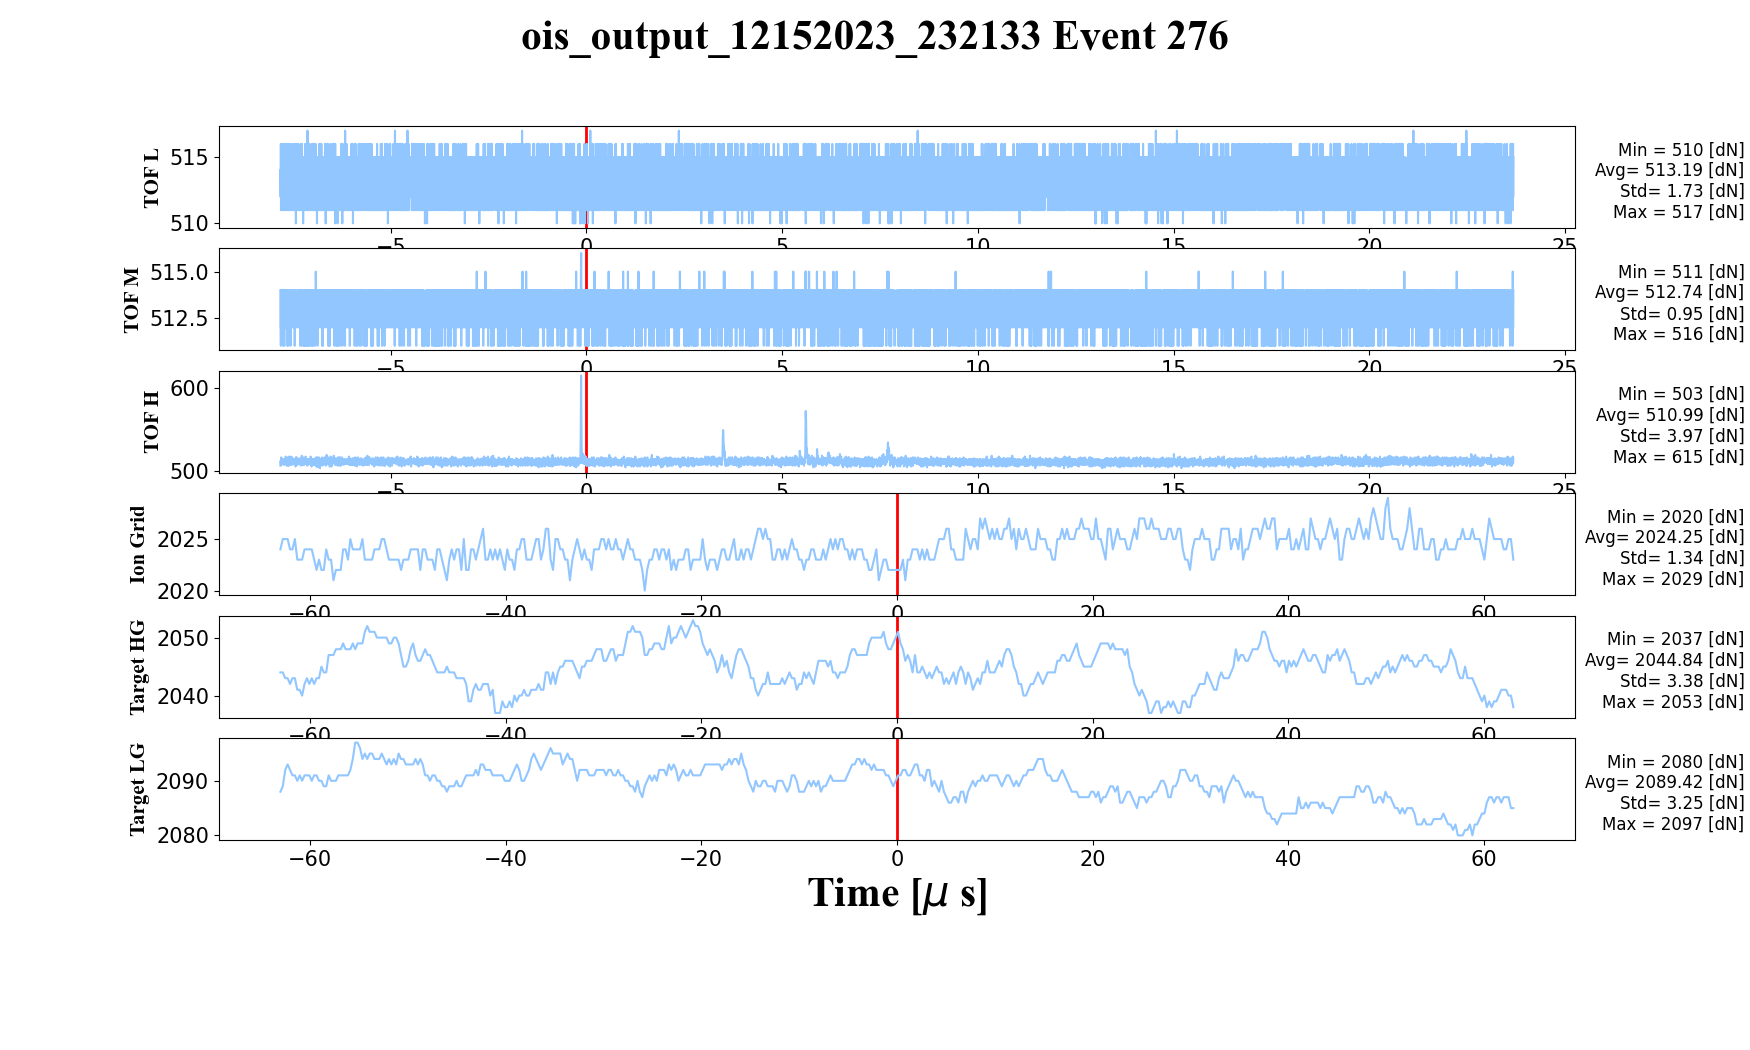 ois_output_12152023_232133 Event 276
TOF L
515
510
−5
0
5
10
15
20
25
Min = 510 [dN]
Avg= 513.19 [dN]
Std= 1.73 [dN]
Max = 517 [dN]
TOF M
515.0
512.5
−5
0
5
10
15
20
25
Min = 511 [dN]
Avg= 512.74 [dN]
Std= 0.95 [dN]
Max = 516 [dN]
TOF H
600
500
−5
0
5
10
15
20
25
Min = 503 [dN]
Avg= 510.99 [dN]
Std= 3.97 [dN]
Max = 615 [dN]
Ion Grid
2025
2020
−60
−40
−20
0
20
40
60
Min = 2020 [dN]
Avg= 2024.25 [dN]
Std= 1.34 [dN]
Max = 2029 [dN]
Target HG
2050
2040
−60
−40
−20
0
20
40
60
Min = 2037 [dN]
Avg= 2044.84 [dN]
Std= 3.38 [dN]
Max = 2053 [dN]
Target LG
2090
2080
−60
−40
−20
0
20
40
60
Min = 2080 [dN]
Avg= 2089.42 [dN]
Std= 3.25 [dN]
Max = 2097 [dN]
Time [μ s]